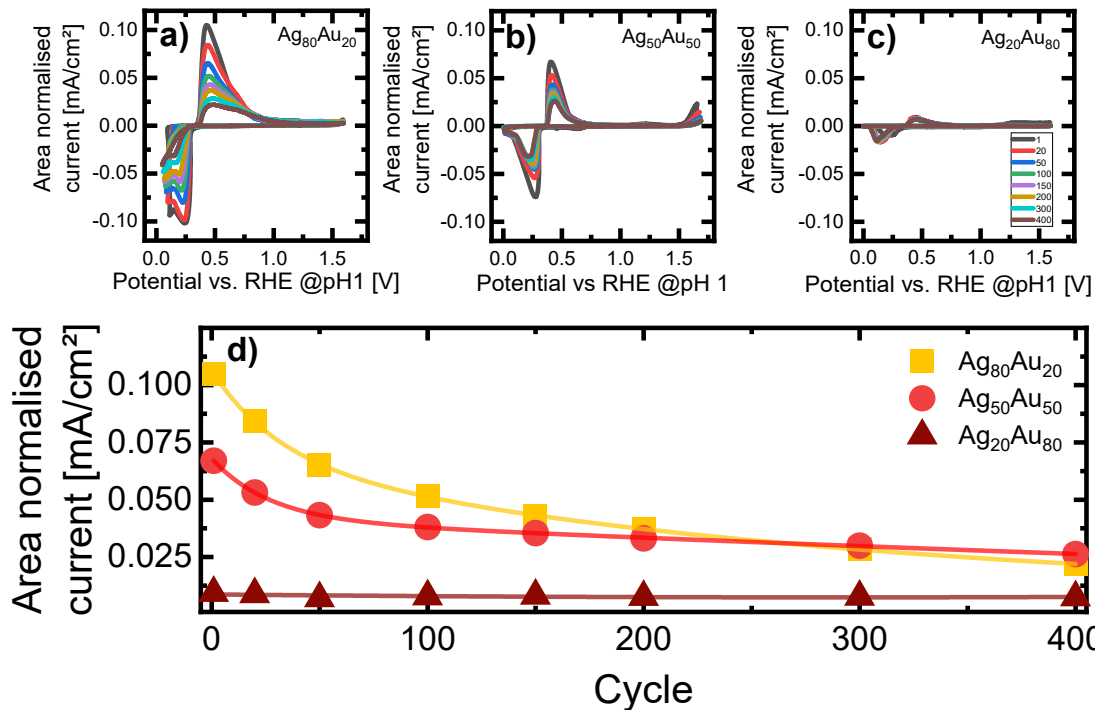 a)
Ag₈₀Au₂₀
0.10
0.05
0.00
-0.05
-0.10
Area normalised
current [mA/cm²]
0.0
0.5
1.0
1.5
Potential vs. RHE @pH1 [V]
b)
Ag₅₀Au₅₀
0.10
0.05
0.00
-0.05
-0.10
Area normalised
current [mA/cm²]
0.0
0.5
1.0
1.5
Potential vs RHE @pH 1
c)
Ag₂₀Au₈₀
0.10
0.05
0.00
-0.05
-0.10
Area normalised
current [mA/cm²]
1
20
50
100
150
200
300
400
0.0
0.5
1.0
1.5
Potential vs. RHE @pH1 [V]
d)
Ag₈₀Au₂₀
Ag₅₀Au₅₀
Ag₂₀Au₈₀
0.100
0.075
0.050
0.025
Area normalised
current [mA/cm²]
0
100
200
300
400
Cycle